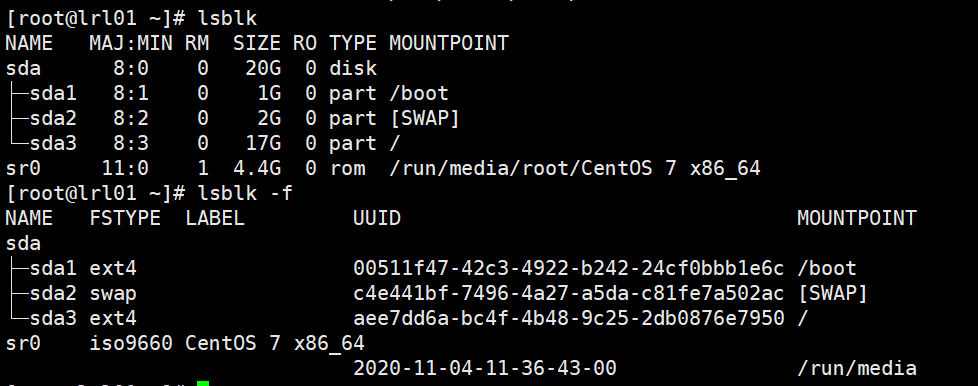 [root@lrl01 ~]# lsblk
NAME   MAJ:MIN RM  SIZE RO TYPE MOUNTPOINT
sda      8:0    0   20G  0 disk
├─sda1   8:1    0    1G  0 part /boot
├─sda2   8:2    0    2G  0 part [SWAP]
└─sda3   8:3    0   17G  0 part /
sr0     11:0    1  4.4G  0 rom  /run/media/root/CentOS 7 x86_64
[root@lrl01 ~]# lsblk -f
NAME   FSTYPE  LABEL         UUID                                 MOUNTPOINT
sda
├─sda1 ext4                  00511f47-42c3-4922-b242-24cf0bbb1e6c /boot
├─sda2 swap                  c4e441bf-7496-4a27-a5da-c81fe7a502ac [SWAP]
└─sda3 ext4                  aee7dd6a-bc4f-4b48-9c25-2db0876e7950 /
sr0    iso9660 CentOS 7 x86_64
                             2020-11-04-11-36-43-00               /run/media